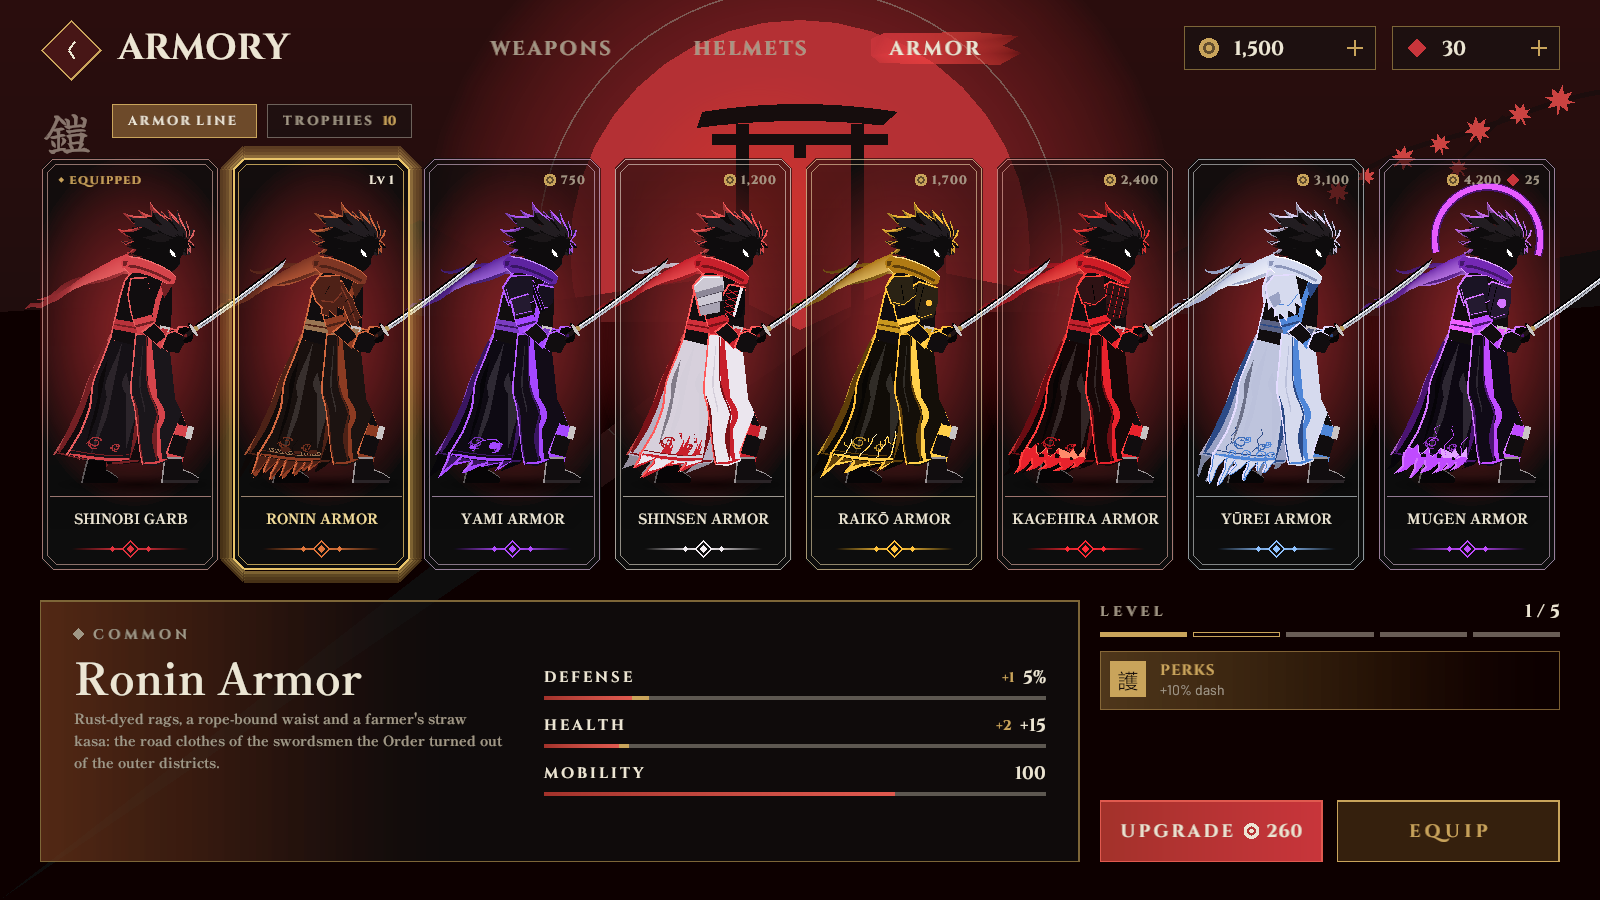 ARMORY
WEAPONS
HELMETS
ARMOR
1,500
30
鎧
ARMOR LINE
TROPHIES 10
EQUIPPED
Lv 1
750
1,200
1,700
2,400
3,100
4,200 25
SHINOBI GARB
RONIN ARMOR
YAMI ARMOR
SHINSEN ARMOR
RAIKŌ ARMOR
KAGEHIRA ARMOR
YŪREI ARMOR
MUGEN ARMOR
COMMON
Ronin Armor
Rust-dyed rags, a rope-bound waist and a farmer's straw
kasa: the road clothes of the swordsmen the Order turned out
of the outer districts.
DEFENSE +1 5%
HEALTH +2 +15
MOBILITY 100
LEVEL 1 / 5
護
PERKS
+10% dash
UPGRADE 260
EQUIP